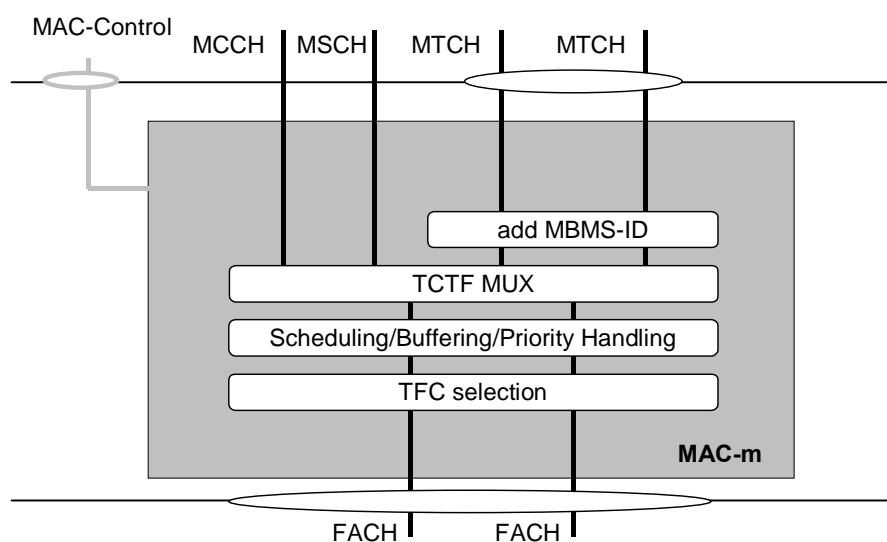 MAC-Control
MCCH MSCH MTCH MTCH
add MBMS-ID
TCTF MUX
Scheduling/Buffering/Priority Handling
TFC selection
MAC-m
FACH FACH